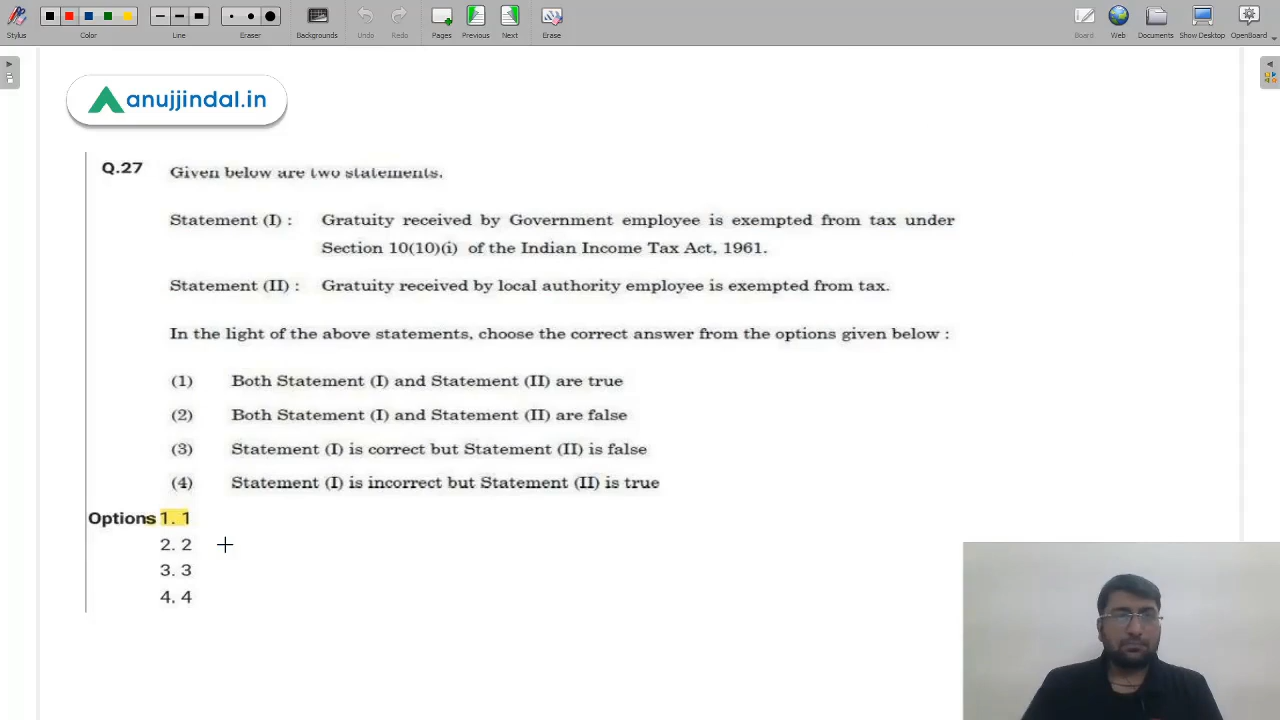 Stylus
Color
Line
Eraser
Backgrounds
Undo
Redo
Pages
Previous
Next
Erase
Board
Web
Documents
Show Desktop
OpenBoard
anujjindal.in
Q.27 Given below are two statements.
Statement (I) : Gratuity received by Government employee is exempted from tax under
Section 10(10)(i) of the Indian Income Tax Act, 1961.
Statement (II) : Gratuity received by local authority employee is exempted from tax.
In the light of the above statements, choose the correct answer from the options given below :
(1) Both Statement (I) and Statement (II) are true
(2) Both Statement (I) and Statement (II) are false
(3) Statement (I) is correct but Statement (II) is false
(4) Statement (I) is incorrect but Statement (II) is true
Options 1. 1
2. 2
3. 3
4. 4